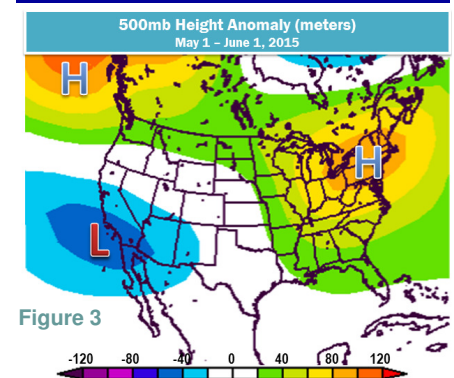 500mb Height Anomaly (meters)
May 1 – June 1, 2015
H
H
L
Figure 3
-120 -80 -40 0 40 80 120